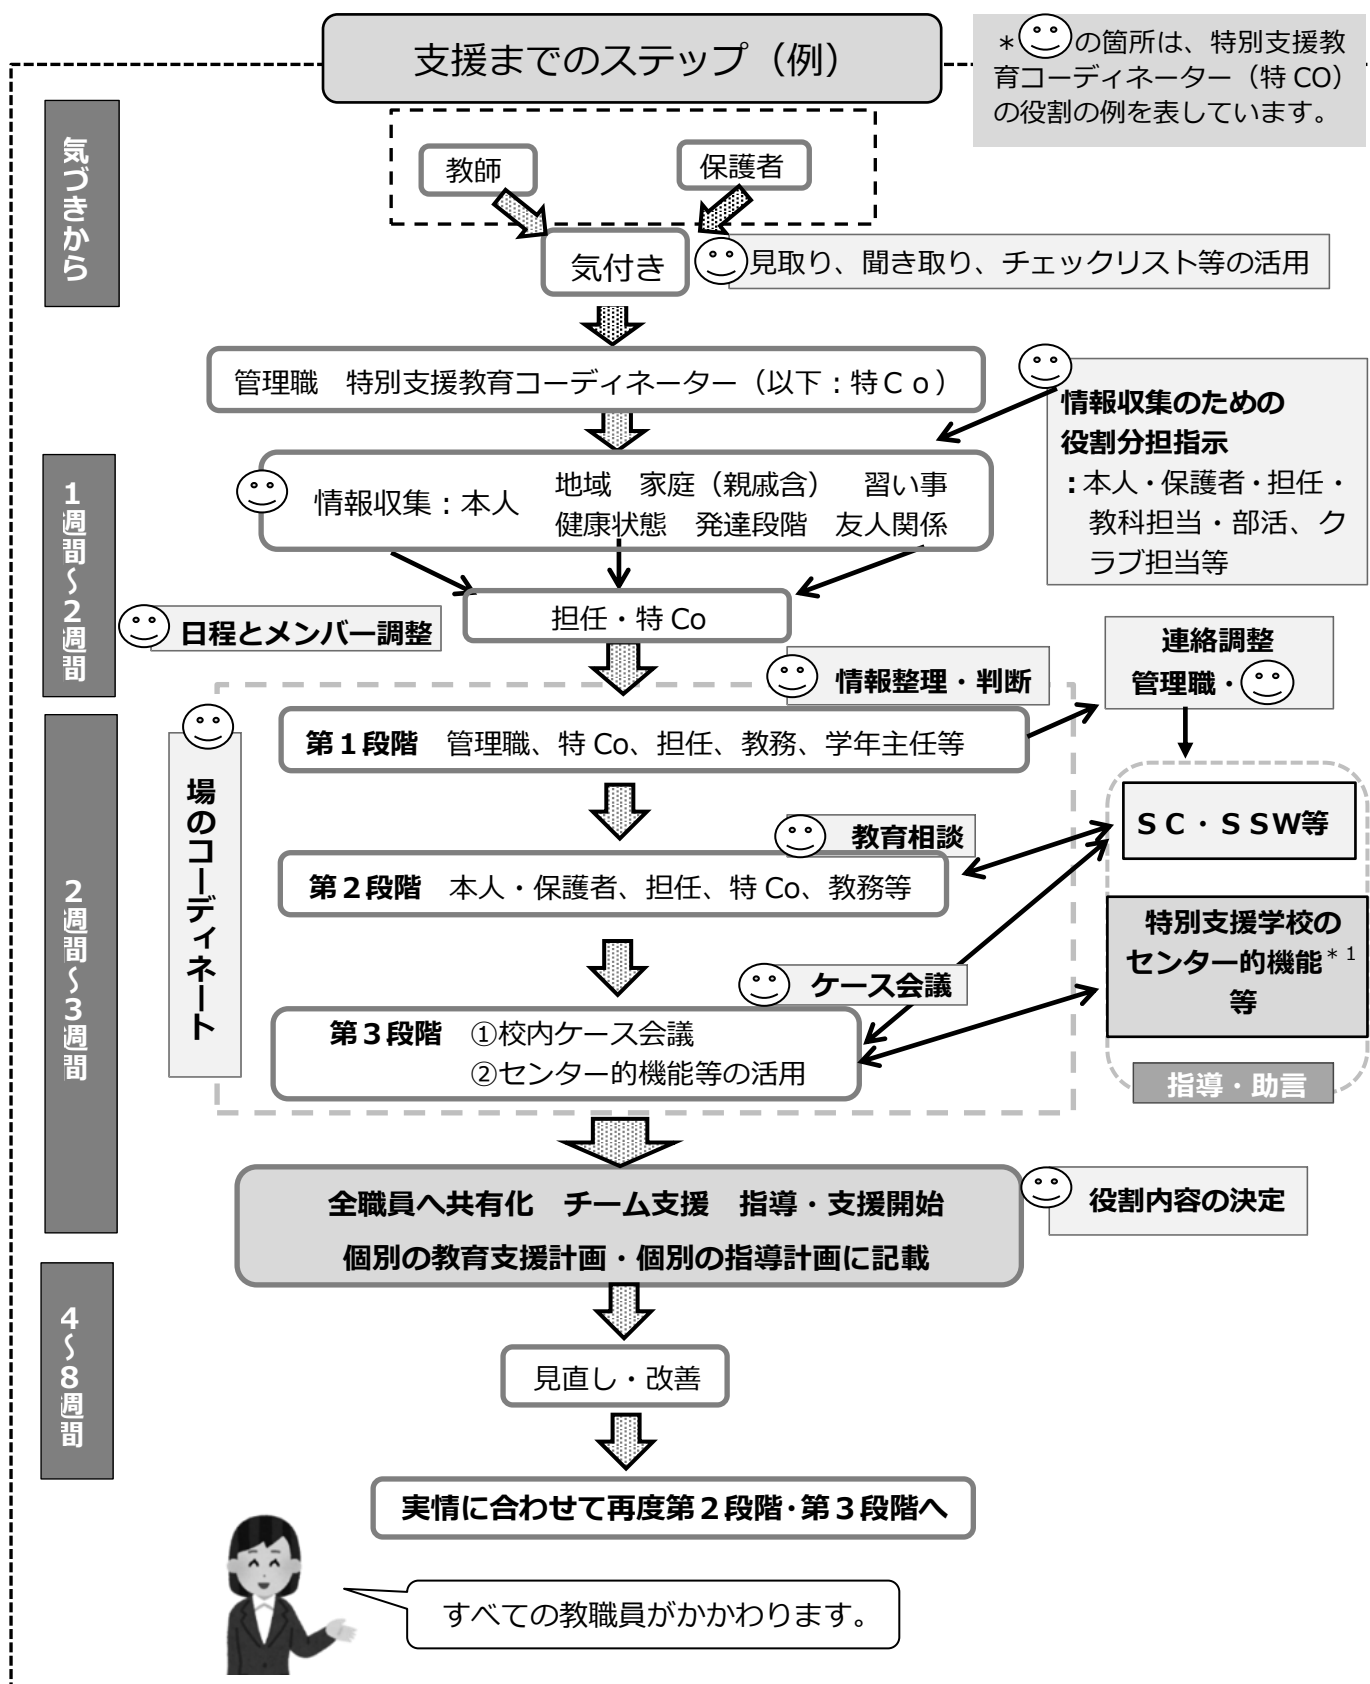 支援までのステップ（例）
＊の箇所は、特別支援教
育コーディネーター（特 CO）
の役割の例を表しています。
気づきから
教師
保護者
気付き
見取り、聞き取り、チェックリスト等の活用
管理職　特別支援教育コーディネーター（以下：特Ｃｏ）
情報収集のための
役割分担指示
：本人・保護者・担任・
教科担当・部活、ク
ラブ担当等
1週間～2週間
情報収集：本人
地域　家庭（親戚含）　習い事
健康状態　発達段階　友人関係
担任・特 Co
日程とメンバー調整
連絡調整
管理職・
情報整理・判断
第１段階　管理職、特 Co、担任、教務、学年主任等
2週間～3週間
場のコーディネート
ＳＣ・ＳＳＷ等
教育相談
第２段階　本人・保護者、担任、特 Co、教務等
特別支援学校の
センター的機能＊1
等
ケース会議
第３段階　①校内ケース会議
②センター的機能等の活用
指導・助言
全職員へ共有化　チーム支援　指導・支援開始
個別の教育支援計画・個別の指導計画に記載
役割内容の決定
4～8週間
見直し・改善
実情に合わせて再度第２段階・第３段階へ
すべての教職員がかかわります。